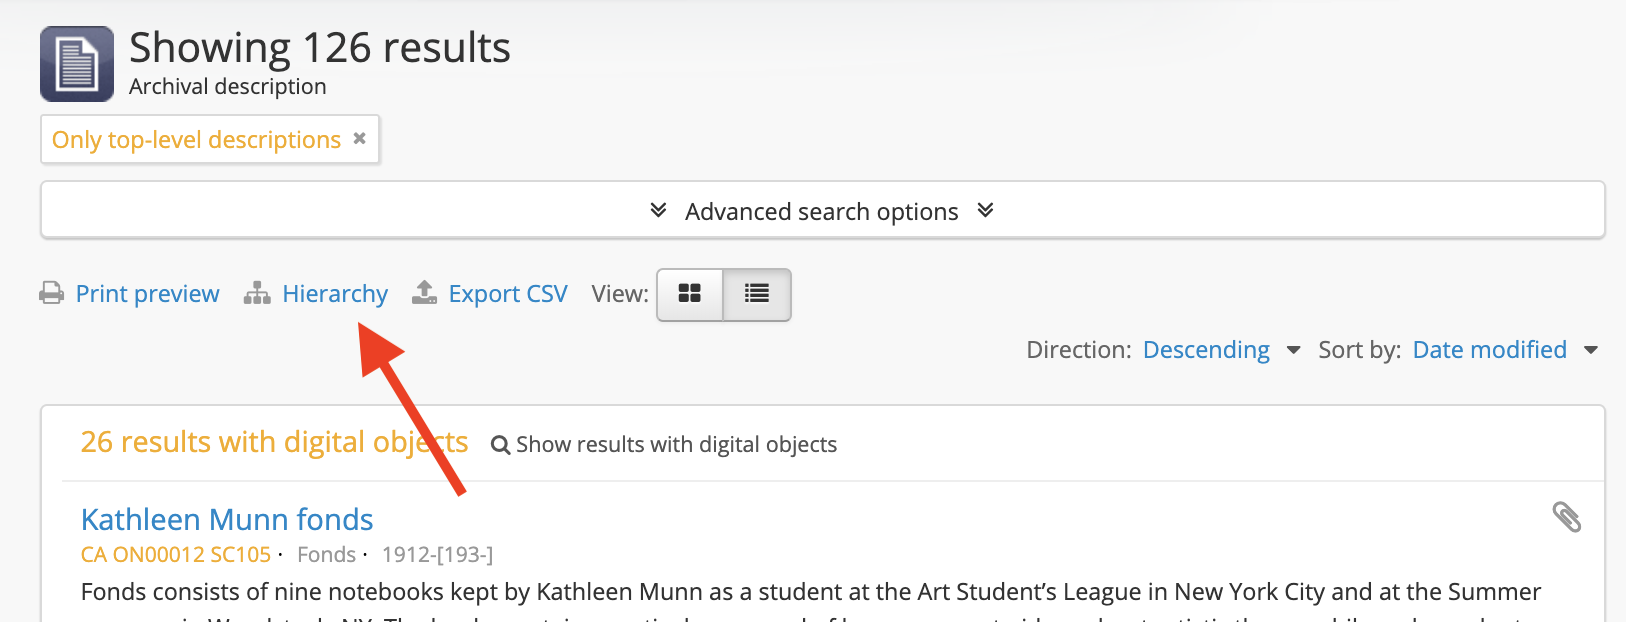 Showing 126 results
Archival description
Only top-level descriptions ×
Advanced search options
Print preview Hierarchy Export CSV View:
Direction: Descending Sort by: Date modified
26 results with digital objects Show results with digital objects
Kathleen Munn fonds
CA ON00012 SC105 · Fonds · 1912-[193-]
Fonds consists of nine notebooks kept by Kathleen Munn as a student at the Art Student’s League in New York City and at the Summer